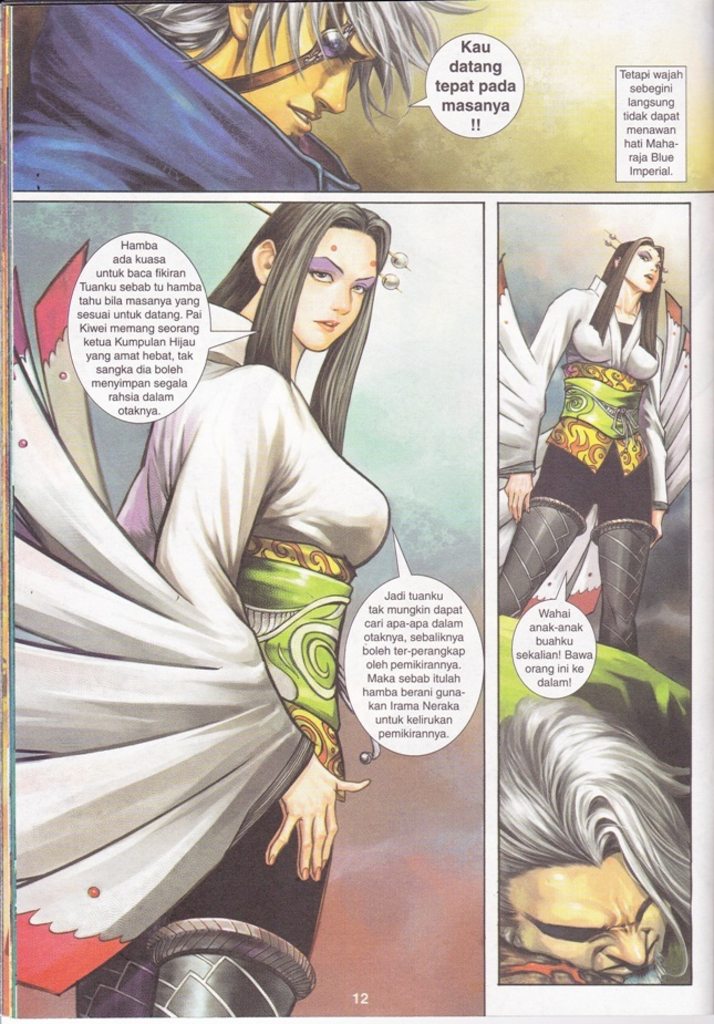 Kau
datang
tepat pada
masanya
!!
Tetapi wajah
sebegini
langsung
tidak dapat
menawan
hati Maha-
raja Blue
Imperial.
Hamba
ada kuasa
untuk baca fikiran
Tuanku sebab tu hamba
tahu bila masanya yang
sesuai untuk datang. Pai
Kiwei memang seorang
ketua Kumpulan Hijau
yang amat hebat, tak
sangka dia boleh
menyimpan segala
rahsia dalam
otaknya.
Jadi tuanku
tak mungkin dapat
apa-apa dalam
otaknya, sebaliknya
boleh ter-perangkap
oleh pemikirannya.
Maka sebab itulah
hamba berani guna-
kan Irama Neraka
untuk kelirukan
pemikirannya.
Wahai
anak-anak
buahku
sekalian! Bawa
orang ini ke
dalam!
12